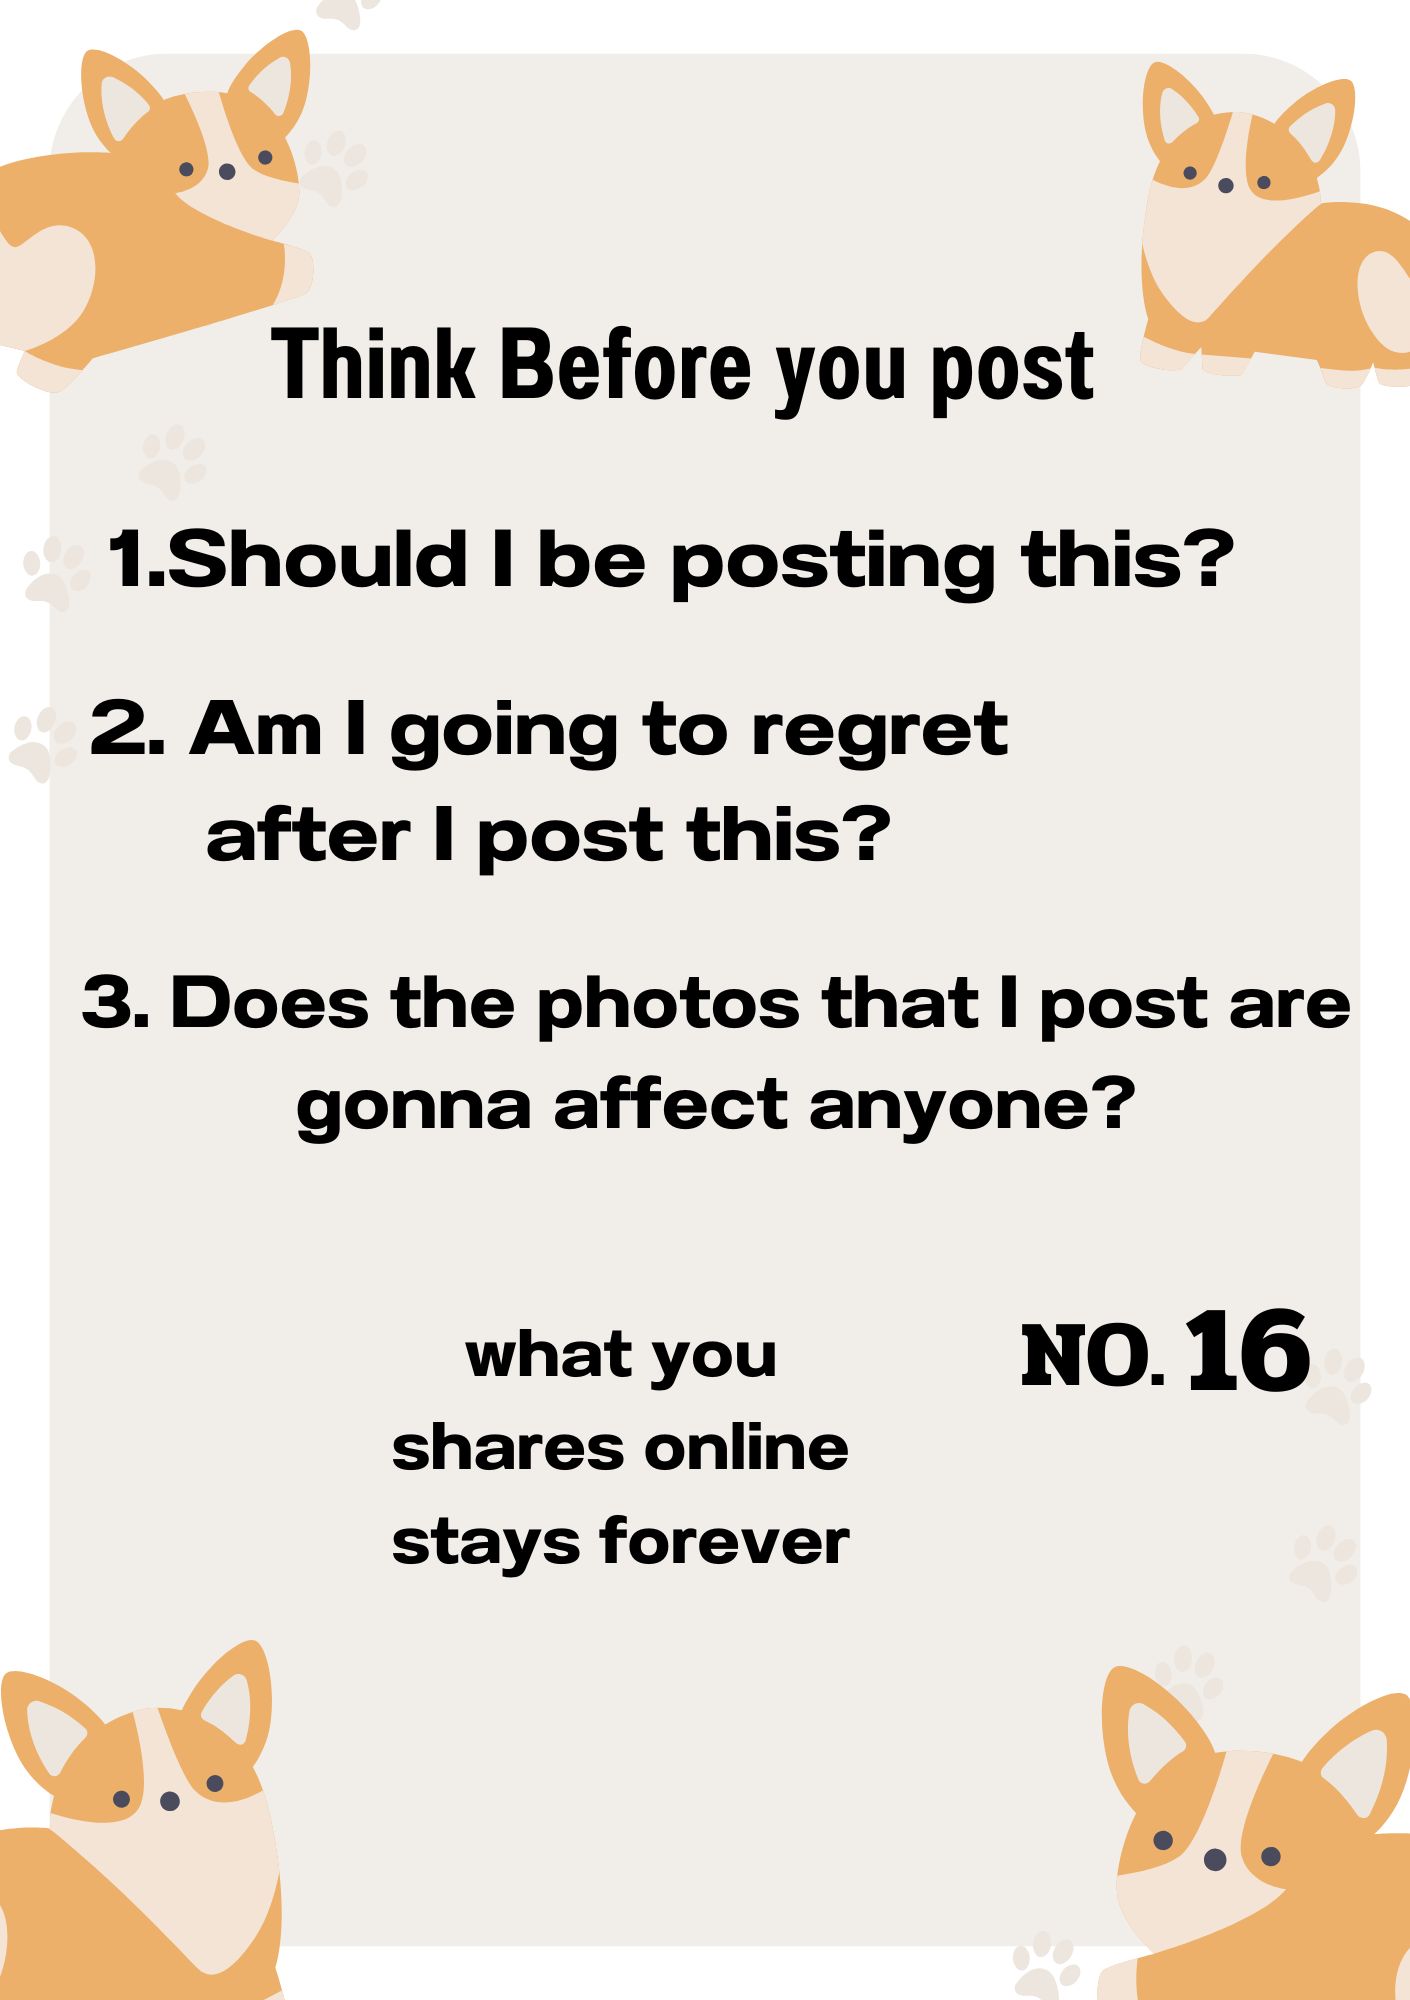 Think Before you post
1.Should I be posting this?
2. Am I going to regret
after I post this?
3. Does the photos that I post are
gonna affect anyone?
what you
shares online
stays forever
NO. 16